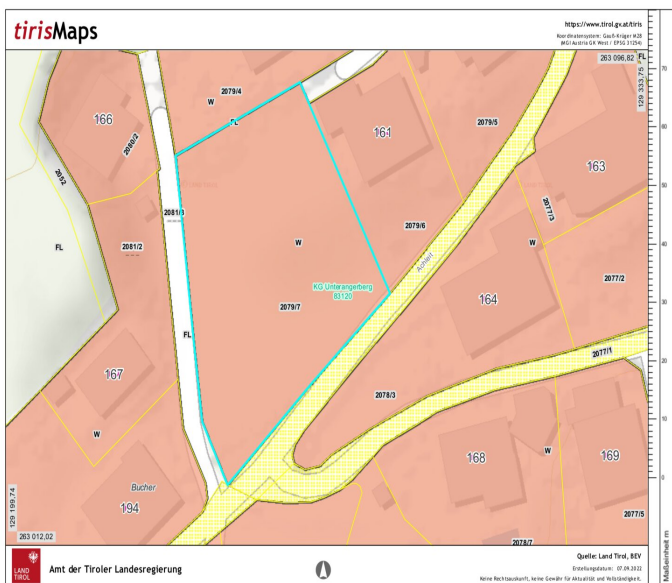 tirisMaps
https://www.tirol.gv.at/tiris
Koordinatensystem: Gauß-Krüger M28
(MGI Austria GK West / EPSG 31254)
263 096,82
129 333,75
FL
70
2079/4
W
FL
166
161
2079/5
60
2080/2
163
2052
50
2081/3
2077/3
2079/6
FL
2081/2
W
W
40
Achleit
2077/2
KG Unterangerberg
83120
164
2079/7
30
FL
2077/1
20
167
2078/3
10
W
168
W
169
Bucher
194
0
129 199,74
2077/5
263 012,02
2078/7
Maßeinheit m
LAND
TIROL
Amt der Tiroler Landesregierung
Quelle: Land Tirol, BEV
Erstellungsdatum: 07.09.2022
Keine Rechtsauskunft, keine Gewähr für Aktualität und Vollständigkeit.